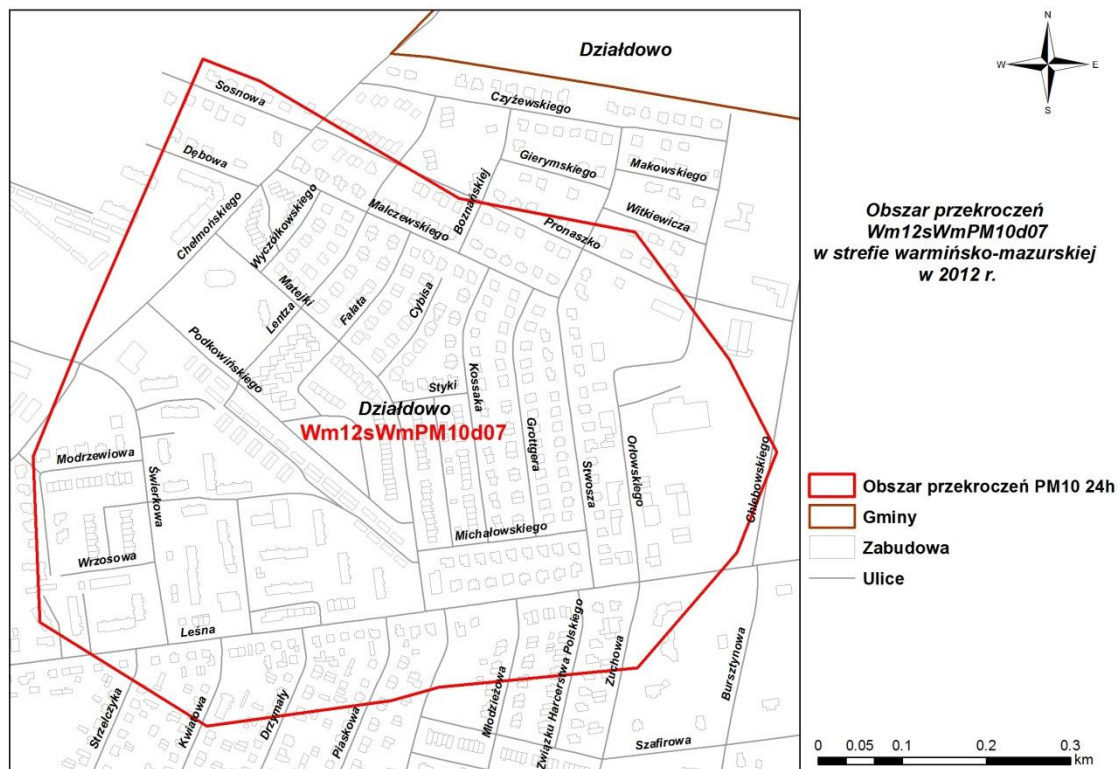 Działdowo
Sosnowa
Czyżewskiego
Dębowa
Gierymskiego
Makowskiego
Boznańskiej
Wyczółkowskiego
Malczewskiego
Witkiewicza
Pronaszko
Chełmońskiego
Matejki
Lentza
Fałata
Cybisa
Podkowińskiego
Styki
Kossaka
Działdowo
Wm12sWmPM10d07
Grottgera
Stwosza
Orłowskiego
Chlebowskiego
Modrzewiowa
Świerkowa
Michałowskiego
Wrzosowa
Leśna
Strzelczyka
Kwiatowa
Drzymały
Piaskowa
Młodzieżowa
Związku Harcerstwa Polskiego
Zuchowa
Bursztynowa
Szafirowa
N
W
E
S
Obszar przekroczeń
Wm12sWmPM10d07
w strefie warmińsko-mazurskiej
w 2012 r.
Obszar przekroczeń PM10 24h
Gminy
Zabudowa
Ulice
0 0.05 0.1 0.2 0.3
km